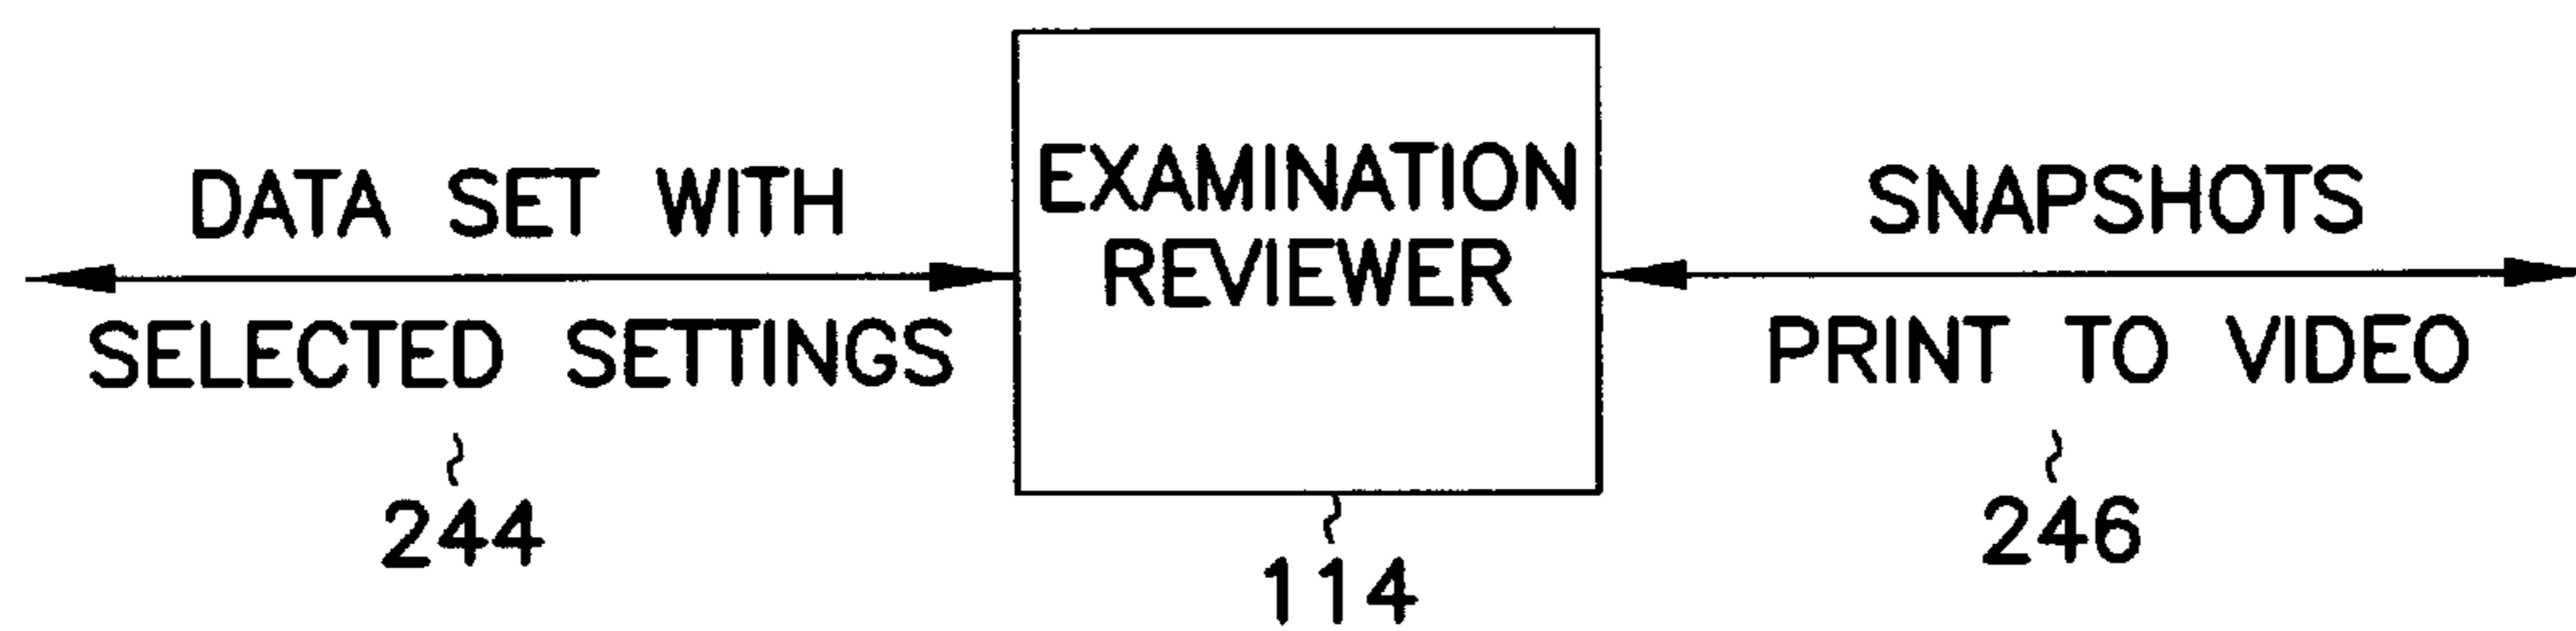 DATA SET WITH
SELECTED SETTINGS
244
EXAMINATION
REVIEWER
114
SNAPSHOTS
PRINT TO VIDEO
246